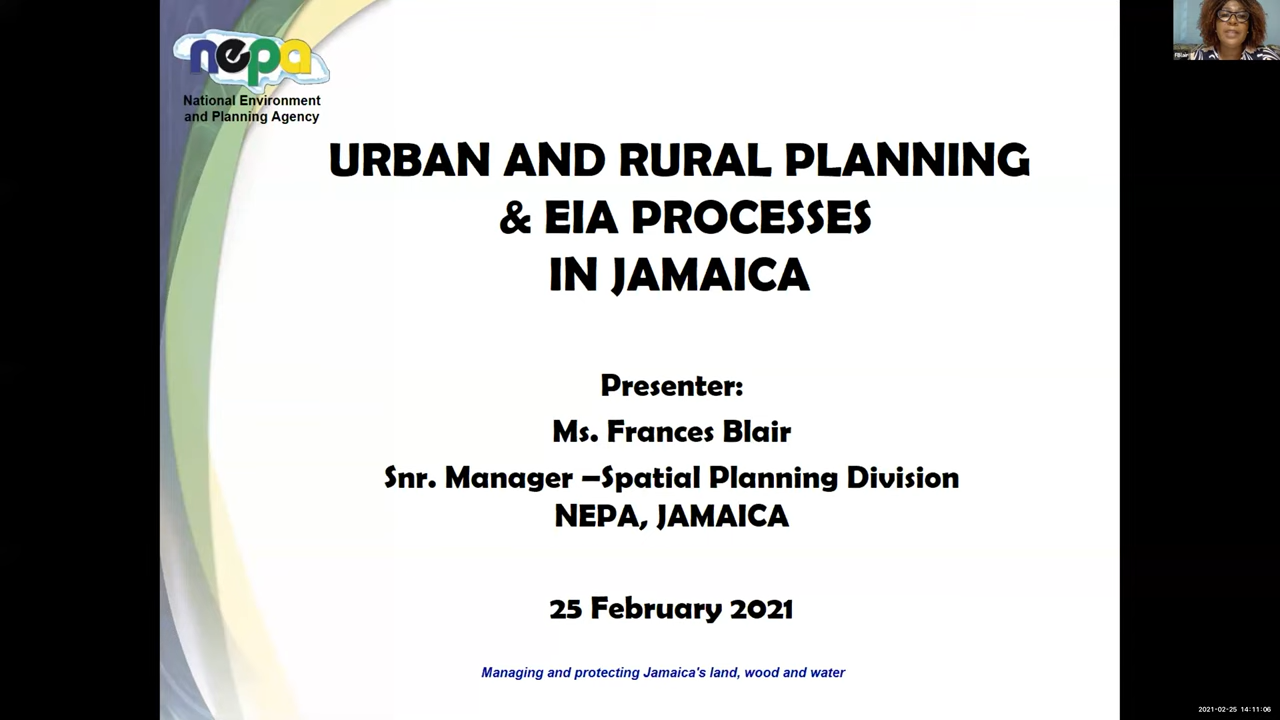 nepa
National Environment
and Planning Agency
FBlair
URBAN AND RURAL PLANNING
& EIA PROCESSES
IN JAMAICA
Presenter:
Ms. Frances Blair
Snr. Manager –Spatial Planning Division
NEPA, JAMAICA
25 February 2021
Managing and protecting Jamaica's land, wood and water
2021-02-25 14:11:06